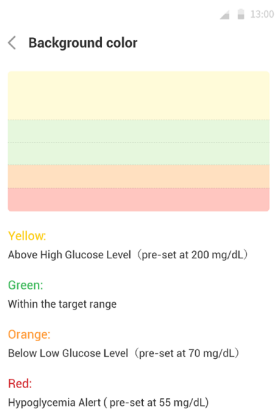 13:00
Background color
Yellow:
Above High Glucose Level（pre-set at 200 mg/dL）
Green:
Within the target range
Orange:
Below Low Glucose Level（pre-set at 70 mg/dL）
Red:
Hypoglycemia Alert ( pre-set at 55 mg/dL)